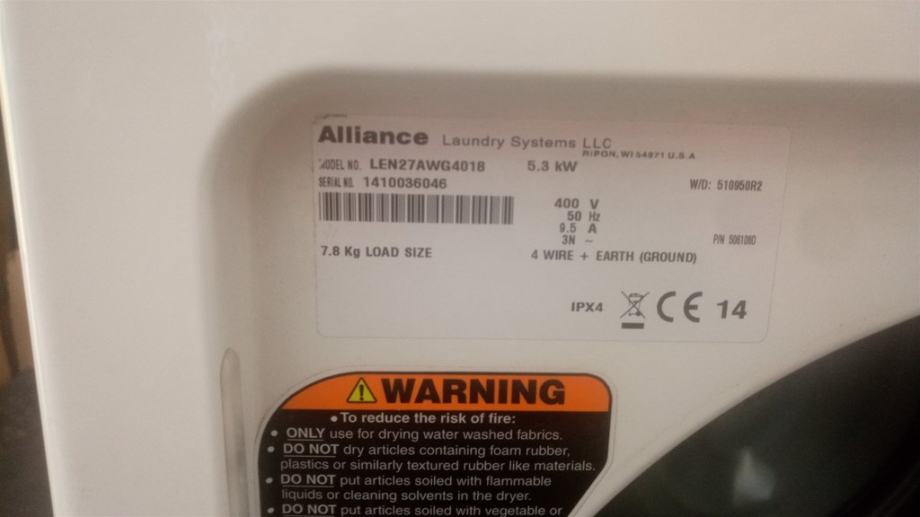 Alliance Laundry Systems LLC
RIPON, WI 54971 U.S.A
MODEL NO. LEN27AWG4018 5.3 kW
SERIAL NO. 1410036046 W/D: 510950R2
400 V
50 Hz
9.5 A
3N ~
7.8 Kg LOAD SIZE 4 WIRE + EARTH (GROUND)
IPX4 CE 14
WARNING
• To reduce the risk of fire:
• ONLY use for drying water washed fabrics.
• DO NOT dry articles containing foam rubber,
plastics or similarly textured rubber like materials.
• DO NOT put articles soiled with flammable
liquids or cleaning solvents in the dryer.
• DO NOT put articles soiled with vegetable or